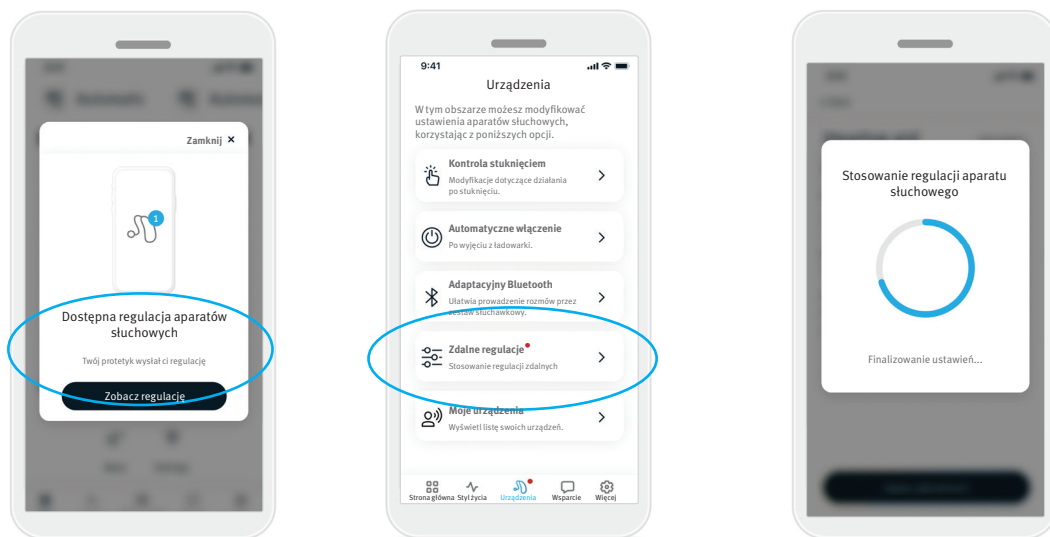 Zamknij ×
1
Dostępna regulacja aparatów
słuchowych
Twój protetyk wysłał ci regulację
Zobacz regulację
9:41
Urządzenia
W tym obszarze możesz modyfikować
ustawienia aparatów słuchowych,
korzystając z poniższych opcji.
Kontrola stuknięciem
Modyfikacje dotyczące działania
po stuknięciu.
Automatyczne włączenie
Po wyjęciu z ładowarki.
Adaptacyjny Bluetooth
Ułatwia prowadzenie rozmów przez
zestaw słuchawkowy.
Zdalne regulacje
Stosowanie regulacji zdalnych
Moje urządzenia
Wyświetl listę swoich urządzeń.
Strona główna Styl życia Urządzenia Wsparcie Więcej
Stosowanie regulacji aparatu
słuchowego
Finalizowanie ustawień...